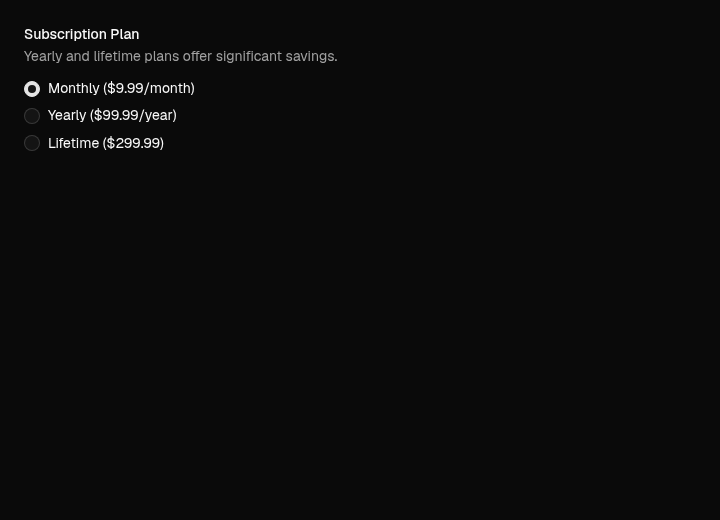 Subscription Plan
Yearly and lifetime plans offer significant savings.
Monthly ($9.99/month)
Yearly ($99.99/year)
Lifetime ($299.99)